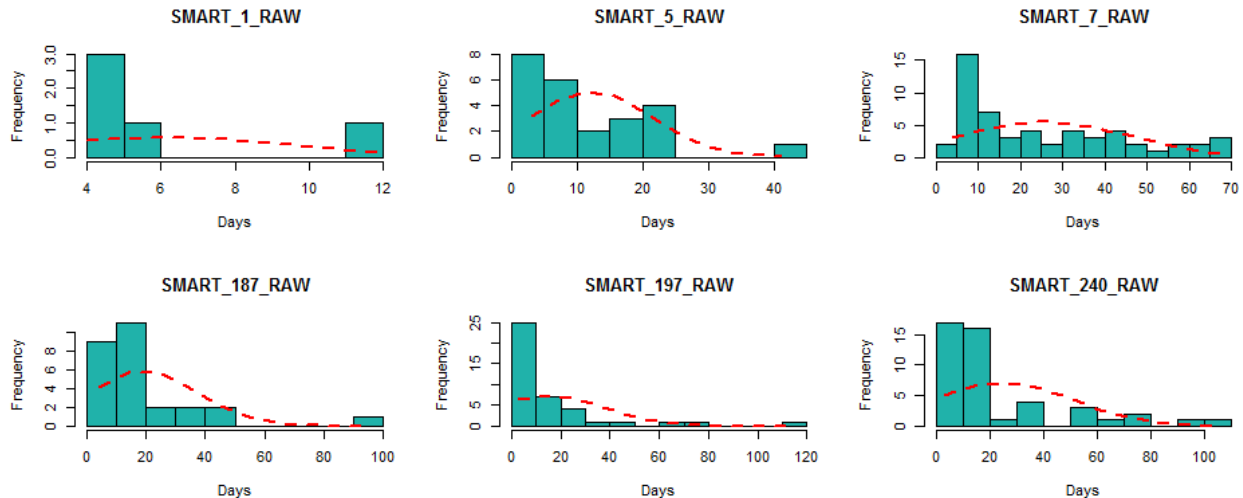 SMART_1_RAW
Frequency
0.0 1.0 2.0 3.0
4 6 8 10 12
Days
SMART_5_RAW
Frequency
0 2 4 6 8
0 10 20 30 40
Days
SMART_7_RAW
Frequency
0 5 10 15
0 10 20 30 40 50 60 70
Days
SMART_187_RAW
Frequency
0 2 4 6 8
0 20 40 60 80 100
Days
SMART_197_RAW
Frequency
0 5 15 25
0 20 40 60 80 100 120
Days
SMART_240_RAW
Frequency
0 5 10 15
0 20 40 60 80 100
Days